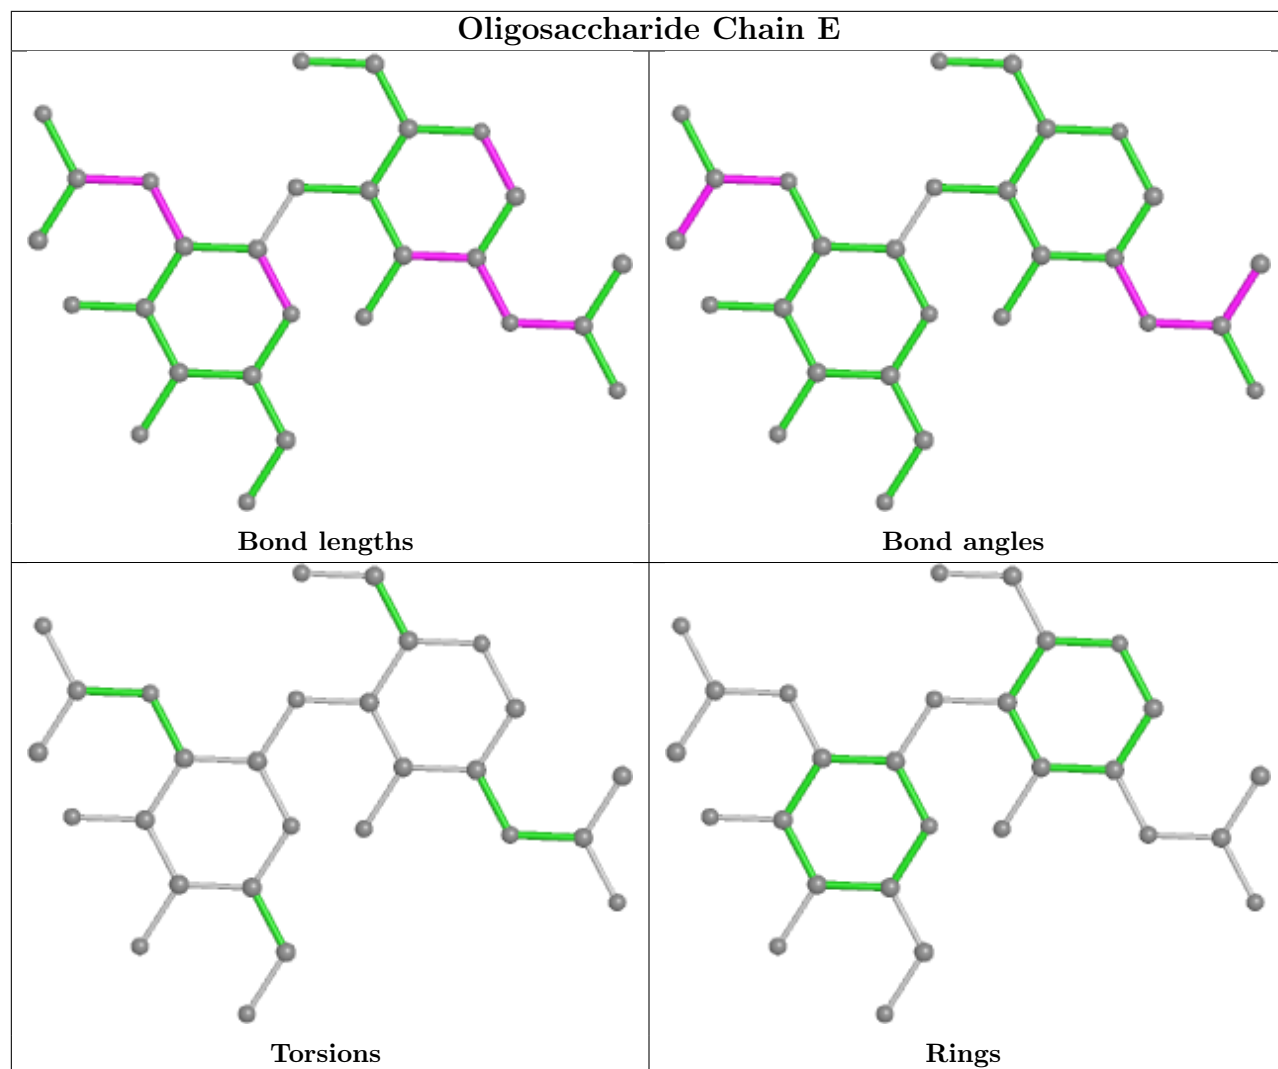 Oligosaccharide Chain E
Bond lengths
Bond angles
Torsions
Rings